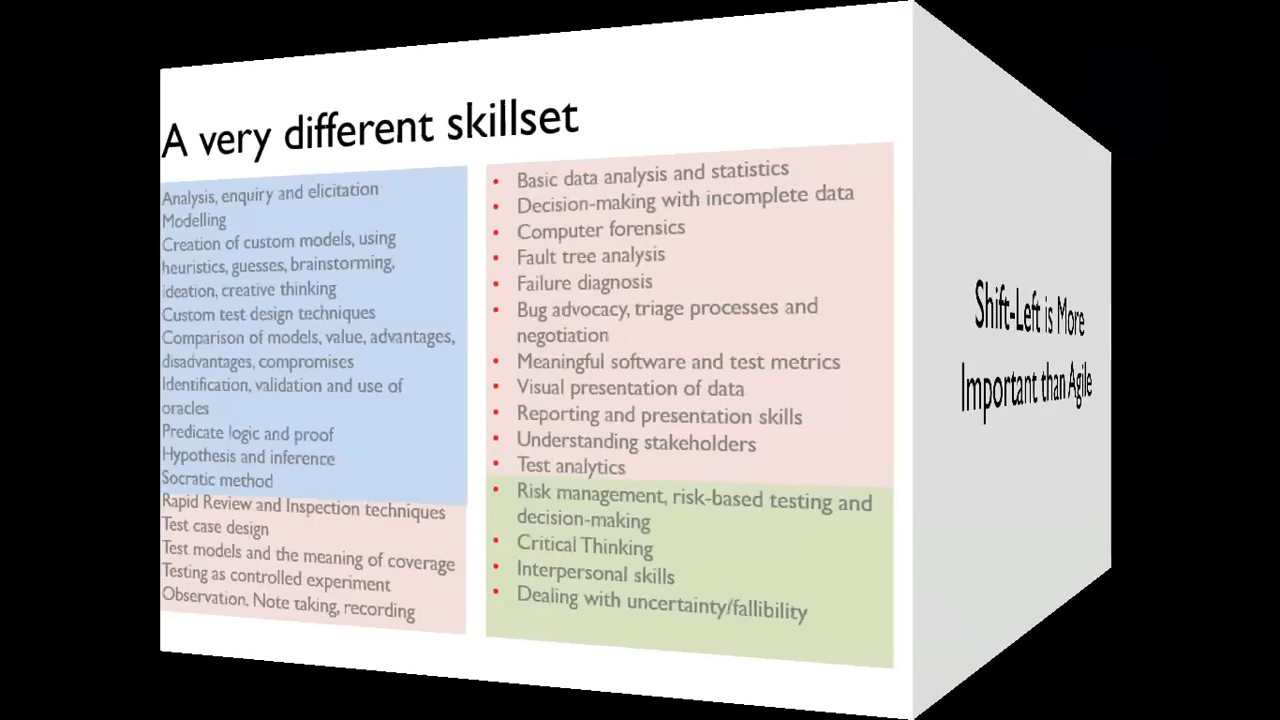 A very different skillset
Analysis, enquiry and elicitation
Modelling
Creation of custom models, using
heuristics, guesses, brainstorming,
ideation, creative thinking
Custom test design techniques
Comparison of models, value, advantages,
disadvantages, compromises
Identification, validation and use of
oracles
Predicate logic and proof
Hypothesis and inference
Socratic method
Rapid Review and Inspection techniques
Test case design
Test models and the meaning of coverage
Testing as controlled experiment
Observation. Note taking, recording
• Basic data analysis and statistics
• Decision-making with incomplete data
• Computer forensics
• Fault tree analysis
• Failure diagnosis
• Bug advocacy, triage processes and
negotiation
• Meaningful software and test metrics
• Visual presentation of data
• Reporting and presentation skills
• Understanding stakeholders
• Test analytics
• Risk management, risk-based testing and
decision-making
• Critical Thinking
• Interpersonal skills
• Dealing with uncertainty/fallibility
Shift-Left is More
Important than Agile